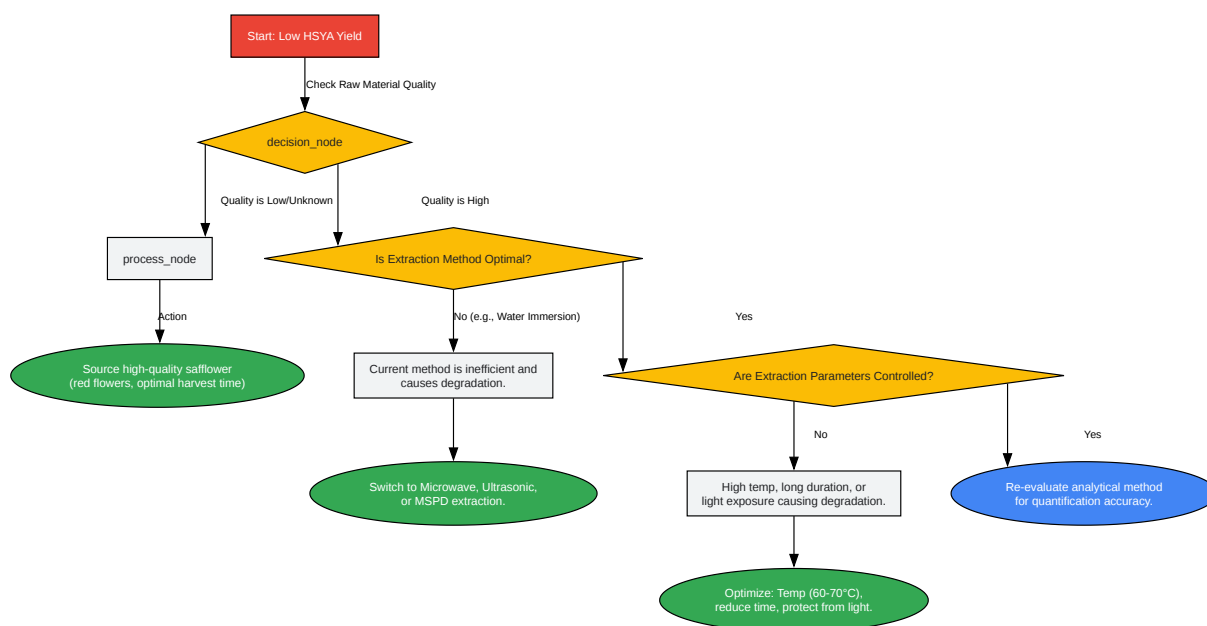 Start: Low HSYA Yield
Check Raw Material Quality
decision_node
Quality is Low/Unknown
Quality is High
process_node
Is Extraction Method Optimal?
Action
No (e.g., Water Immersion)
Yes
Source high-quality safflower
(red flowers, optimal harvest time)
Current method is inefficient and
causes degradation.
Are Extraction Parameters Controlled?
No
Yes
Switch to Microwave, Ultrasonic,
or MSPD extraction.
High temp, long duration, or
light exposure causing degradation.
Re-evaluate analytical method
for quantification accuracy.
Optimize: Temp (60-70°C),
reduce time, protect from light.